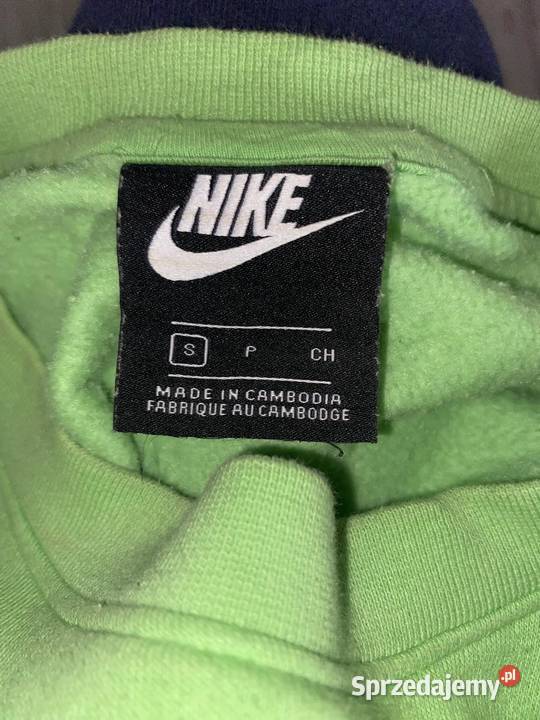 NIKE
S P CH
MADE IN CAMBODIA
FABRIQUE AU CAMBODGE
Sprzedajemy.pl